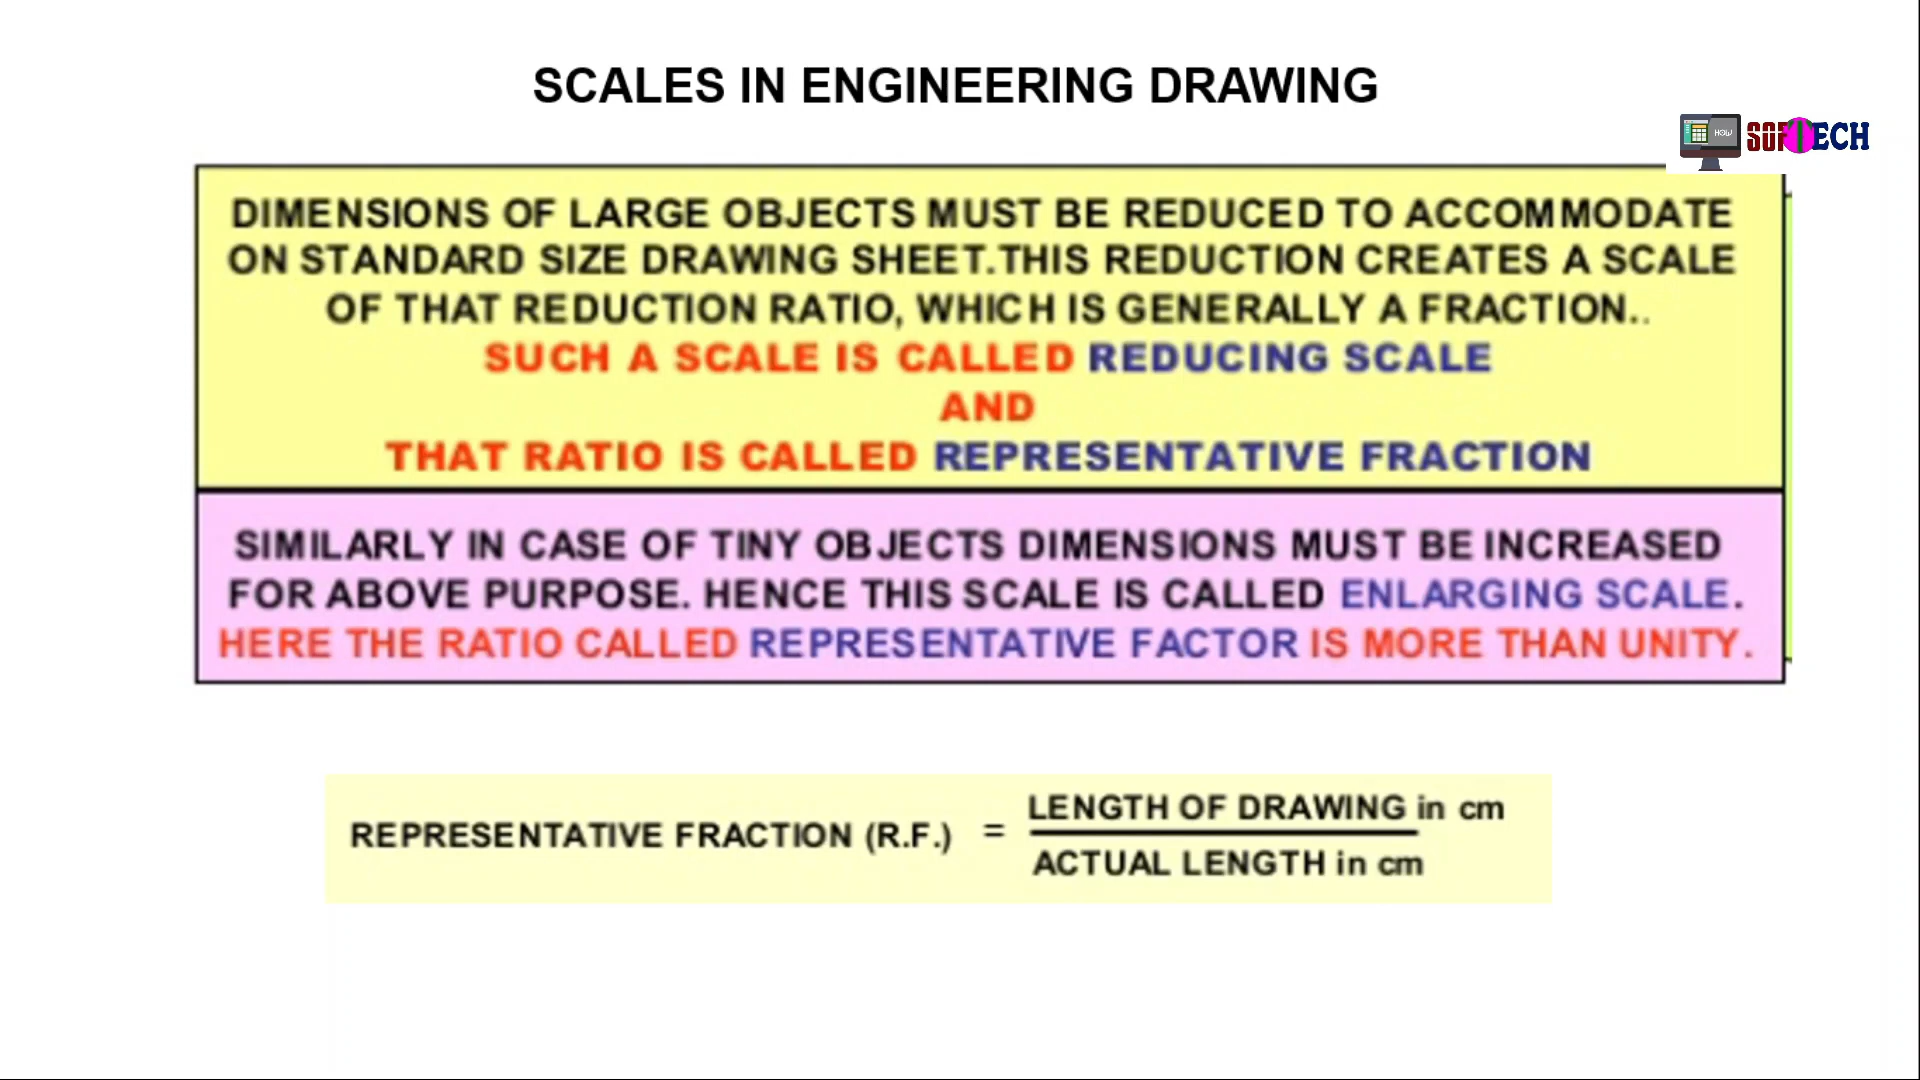 SCALES IN ENGINEERING DRAWING
HOW SOFTECH
DIMENSIONS OF LARGE OBJECTS MUST BE REDUCED TO ACCOMMODATE
ON STANDARD SIZE DRAWING SHEET.THIS REDUCTION CREATES A SCALE
OF THAT REDUCTION RATIO, WHICH IS GENERALLY A FRACTION..
SUCH A SCALE IS CALLED REDUCING SCALE
AND
THAT RATIO IS CALLED REPRESENTATIVE FRACTION
SIMILARLY IN CASE OF TINY OBJECTS DIMENSIONS MUST BE INCREASED
FOR ABOVE PURPOSE. HENCE THIS SCALE IS CALLED ENLARGING SCALE.
HERE THE RATIO CALLED REPRESENTATIVE FACTOR IS MORE THAN UNITY.
REPRESENTATIVE FRACTION (R.F.) =
LENGTH OF DRAWING in cm
ACTUAL LENGTH in cm